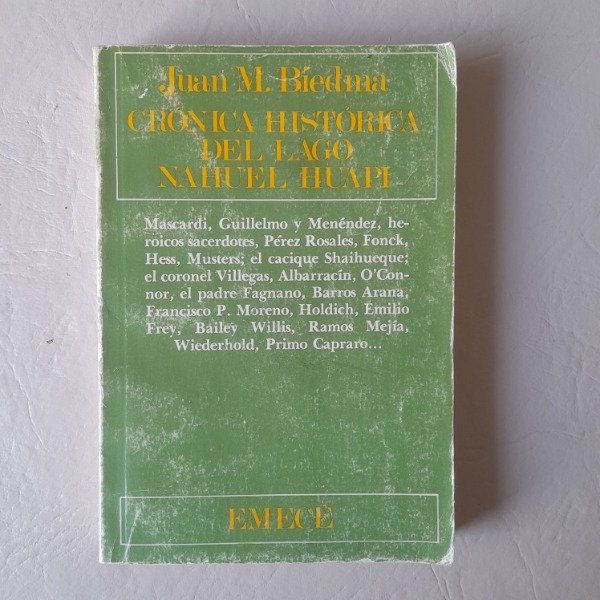 Juan M. Biedma
CRÓNICA HISTÓRICA
DEL LAGO
NAHUEL HUAPI
Mascardi, Guillelmo y Menéndez, he-
roicos sacerdotes, Pérez Rosales, Fonck,
Hess, Musters; el cacique Shaihueque;
el coronel Villegas, Albarracín, O'Con-
nor, el padre Fagnano, Barros Arana,
Francisco P. Moreno, Holdich, Emilio
Frey, Bailey Willis, Ramos Mejía,
Wiederhold, Primo Capraro...
EMECÉ